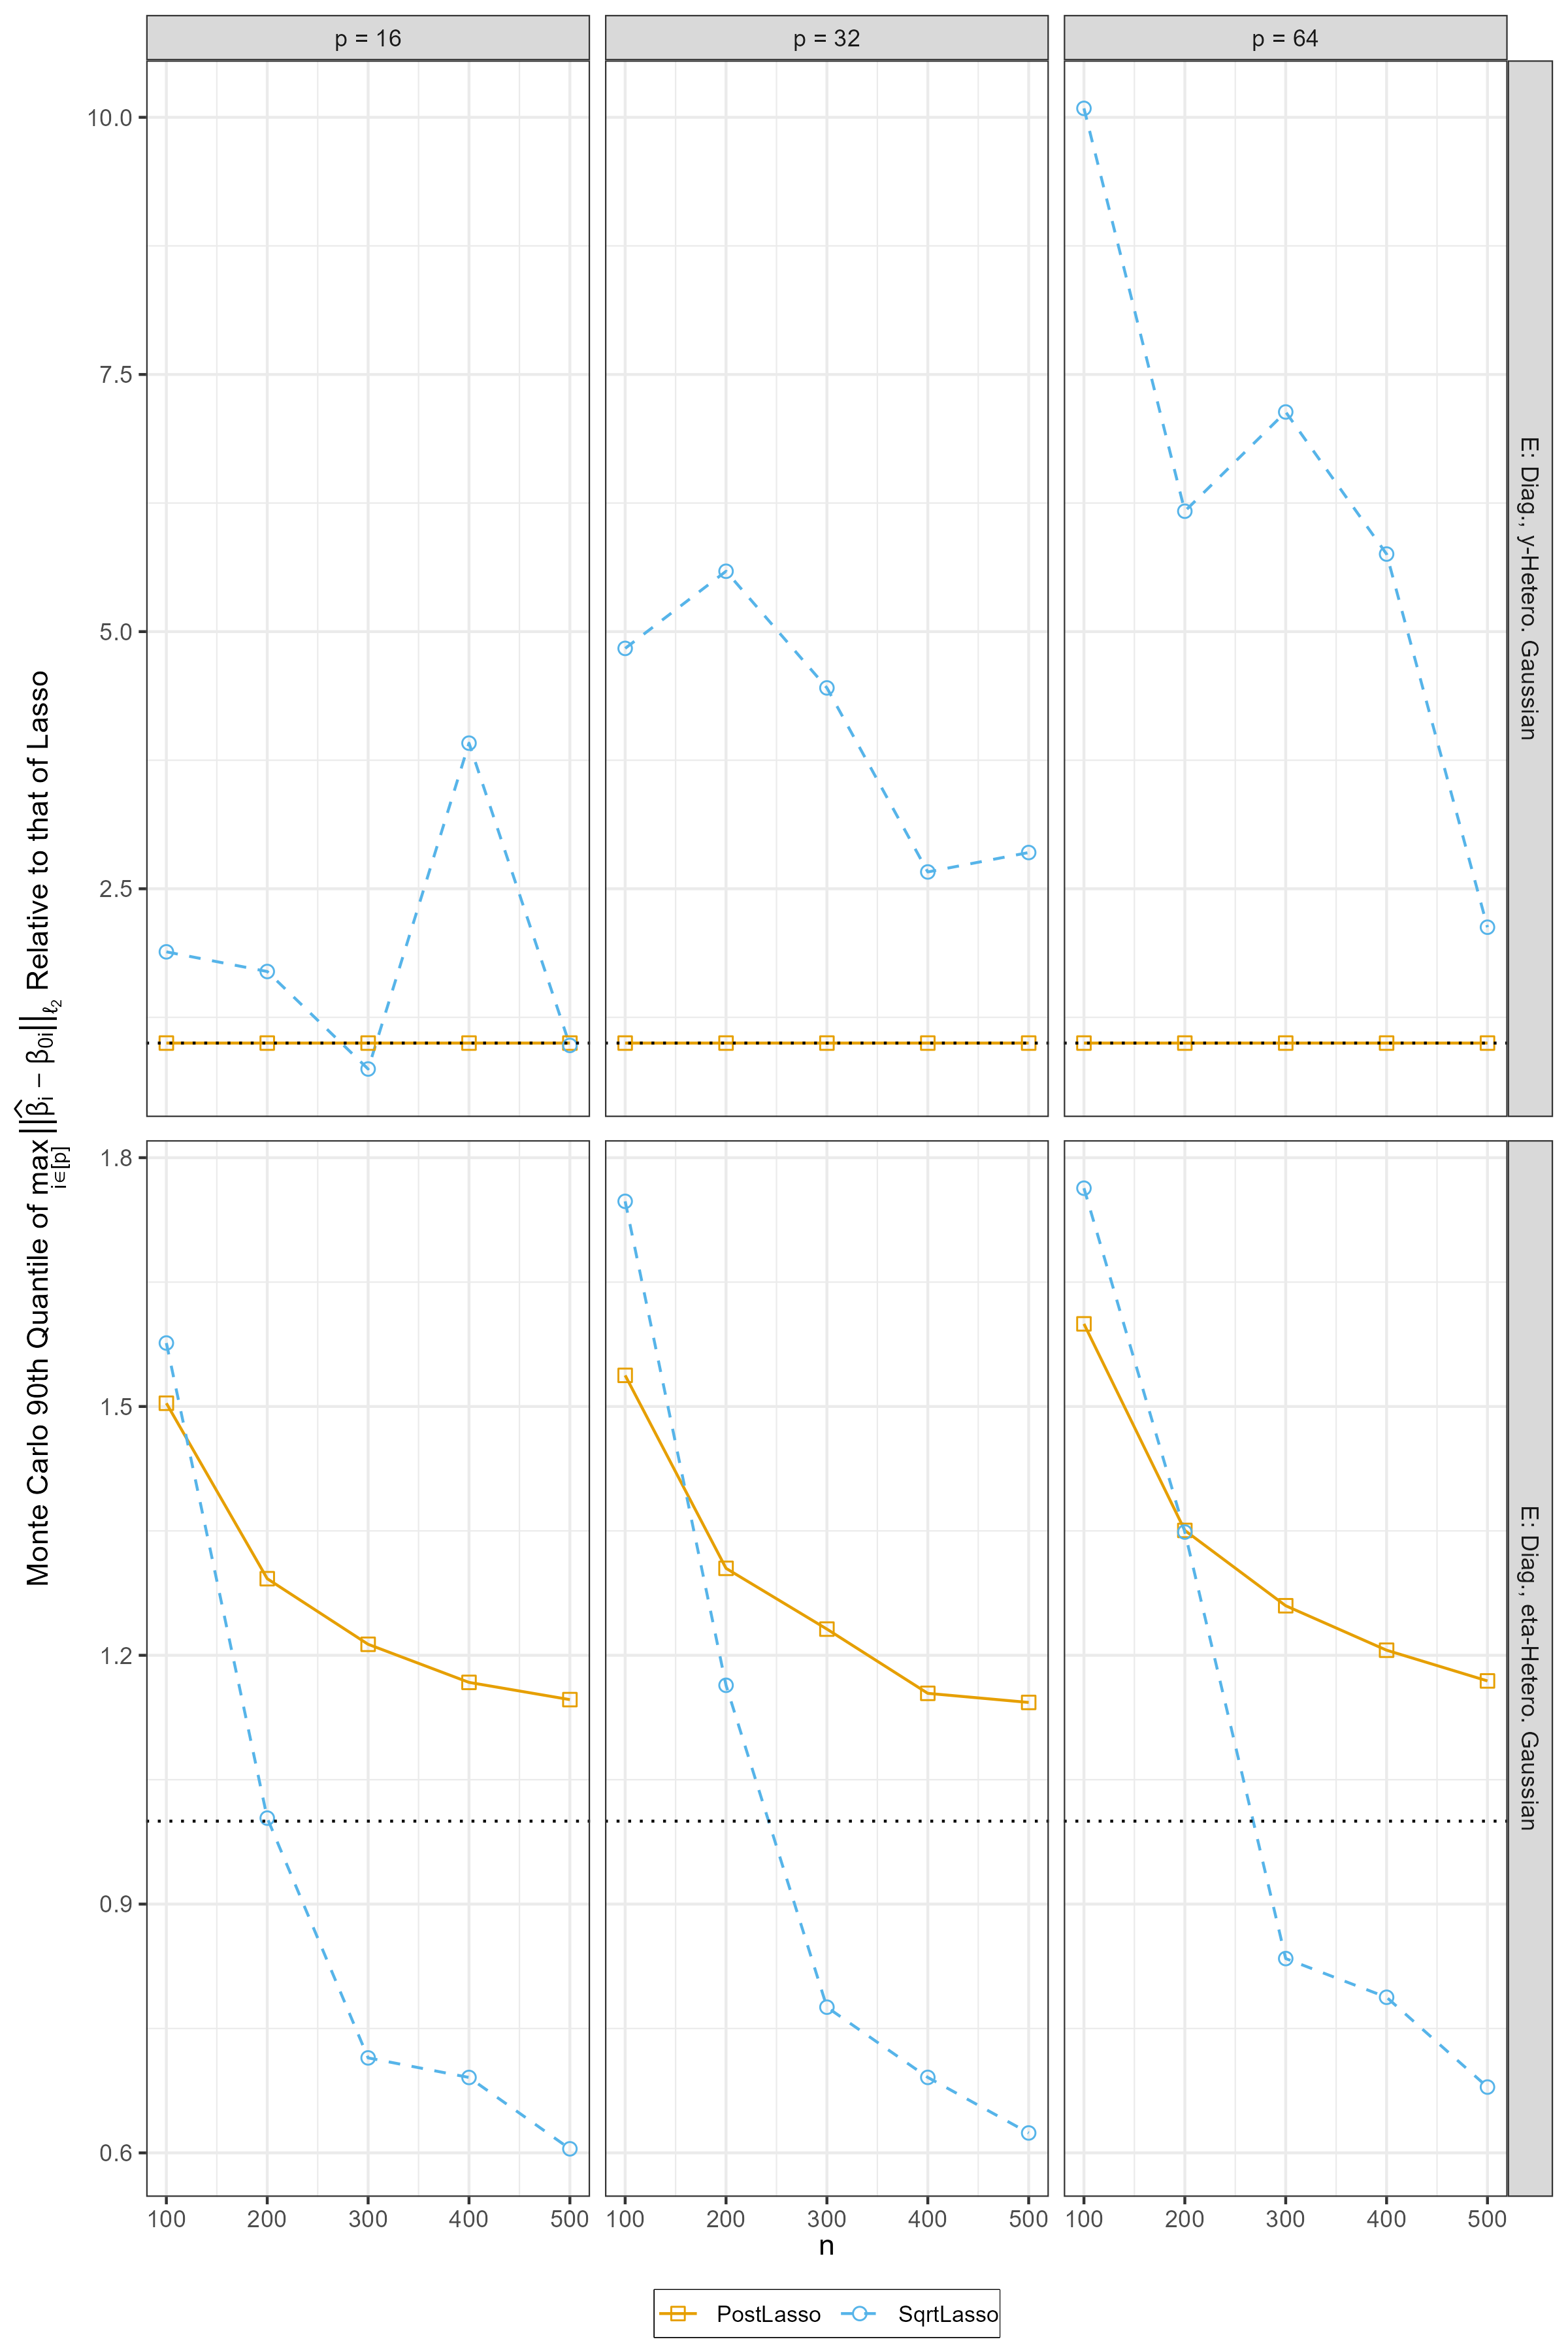 p = 16
p = 32
p = 64
10.0
7.5
5.0
2.5
E: Diag., y-Hetero. Gaussian
Monte Carlo 90th Quantile of max i∈[p] ||β̂i − β0i||ℓ2 Relative to that of Lasso
1.8
1.5
1.2
0.9
0.6
E: Diag., eta-Hetero. Gaussian
100 200 300 400 500
100 200 300 400 500
100 200 300 400 500
n
PostLasso SqrtLasso